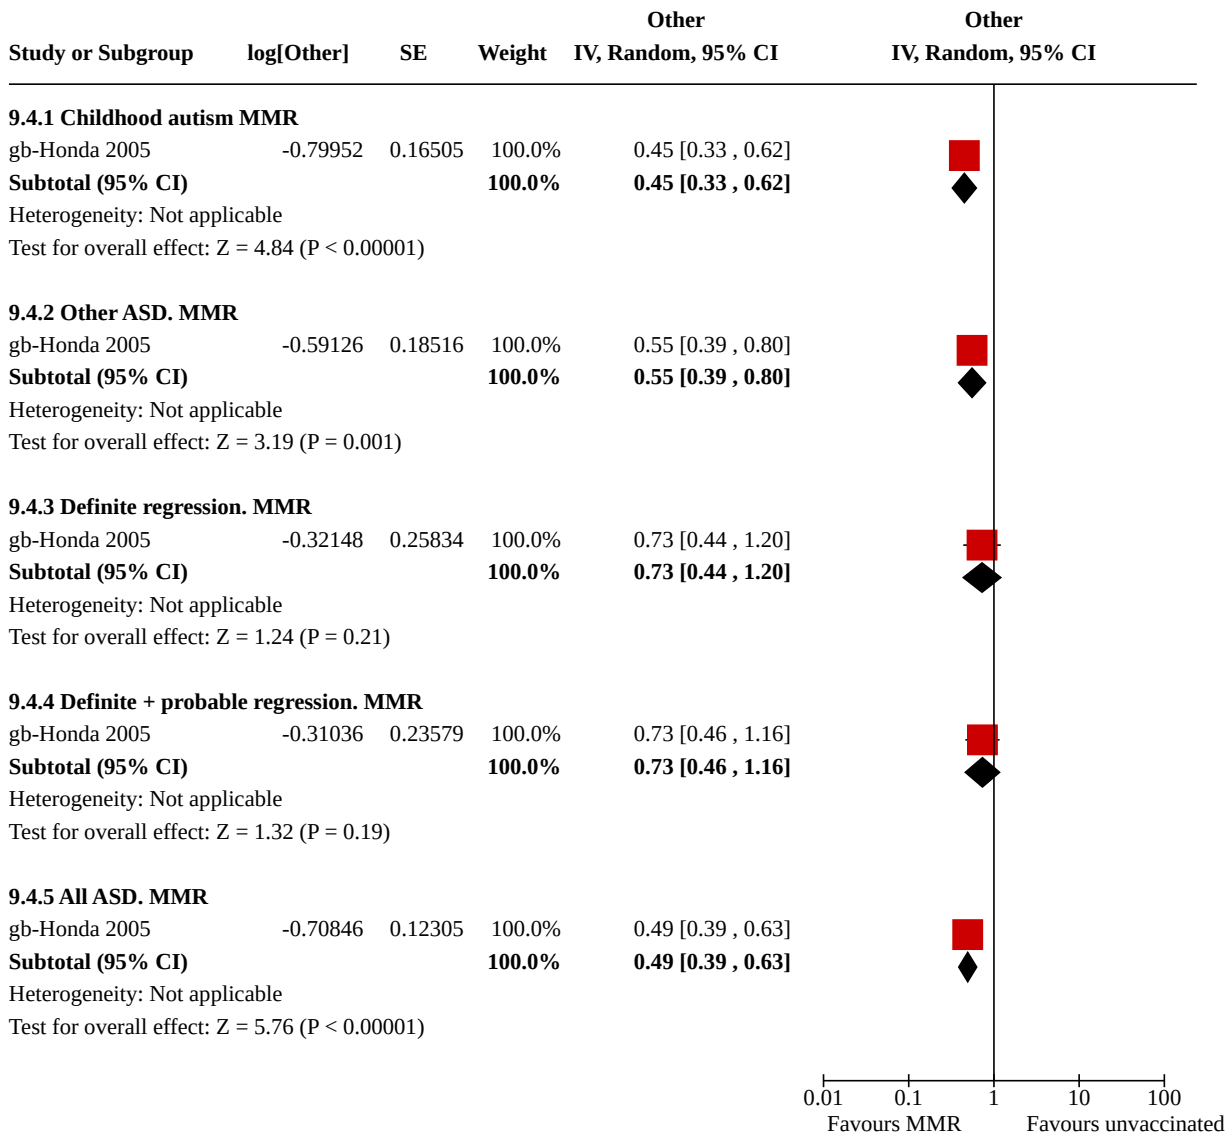 Other Other
Study or Subgroup log[Other] SE Weight IV, Random, 95% CI IV, Random, 95% CI
9.4.1 Childhood autism MMR
gb-Honda 2005 -0.79952 0.16505 100.0% 0.45 [0.33 , 0.62]
Subtotal (95% CI) 100.0% 0.45 [0.33 , 0.62]
Heterogeneity: Not applicable
Test for overall effect: Z = 4.84 (P < 0.00001)
9.4.2 Other ASD. MMR
gb-Honda 2005 -0.59126 0.18516 100.0% 0.55 [0.39 , 0.80]
Subtotal (95% CI) 100.0% 0.55 [0.39 , 0.80]
Heterogeneity: Not applicable
Test for overall effect: Z = 3.19 (P = 0.001)
9.4.3 Definite regression. MMR
gb-Honda 2005 -0.32148 0.25834 100.0% 0.73 [0.44 , 1.20]
Subtotal (95% CI) 100.0% 0.73 [0.44 , 1.20]
Heterogeneity: Not applicable
Test for overall effect: Z = 1.24 (P = 0.21)
9.4.4 Definite + probable regression. MMR
gb-Honda 2005 -0.31036 0.23579 100.0% 0.73 [0.46 , 1.16]
Subtotal (95% CI) 100.0% 0.73 [0.46 , 1.16]
Heterogeneity: Not applicable
Test for overall effect: Z = 1.32 (P = 0.19)
9.4.5 All ASD. MMR
gb-Honda 2005 -0.70846 0.12305 100.0% 0.49 [0.39 , 0.63]
Subtotal (95% CI) 100.0% 0.49 [0.39 , 0.63]
Heterogeneity: Not applicable
Test for overall effect: Z = 5.76 (P < 0.00001)
0.01 0.1 1 10 100
Favours MMR Favours unvaccinated